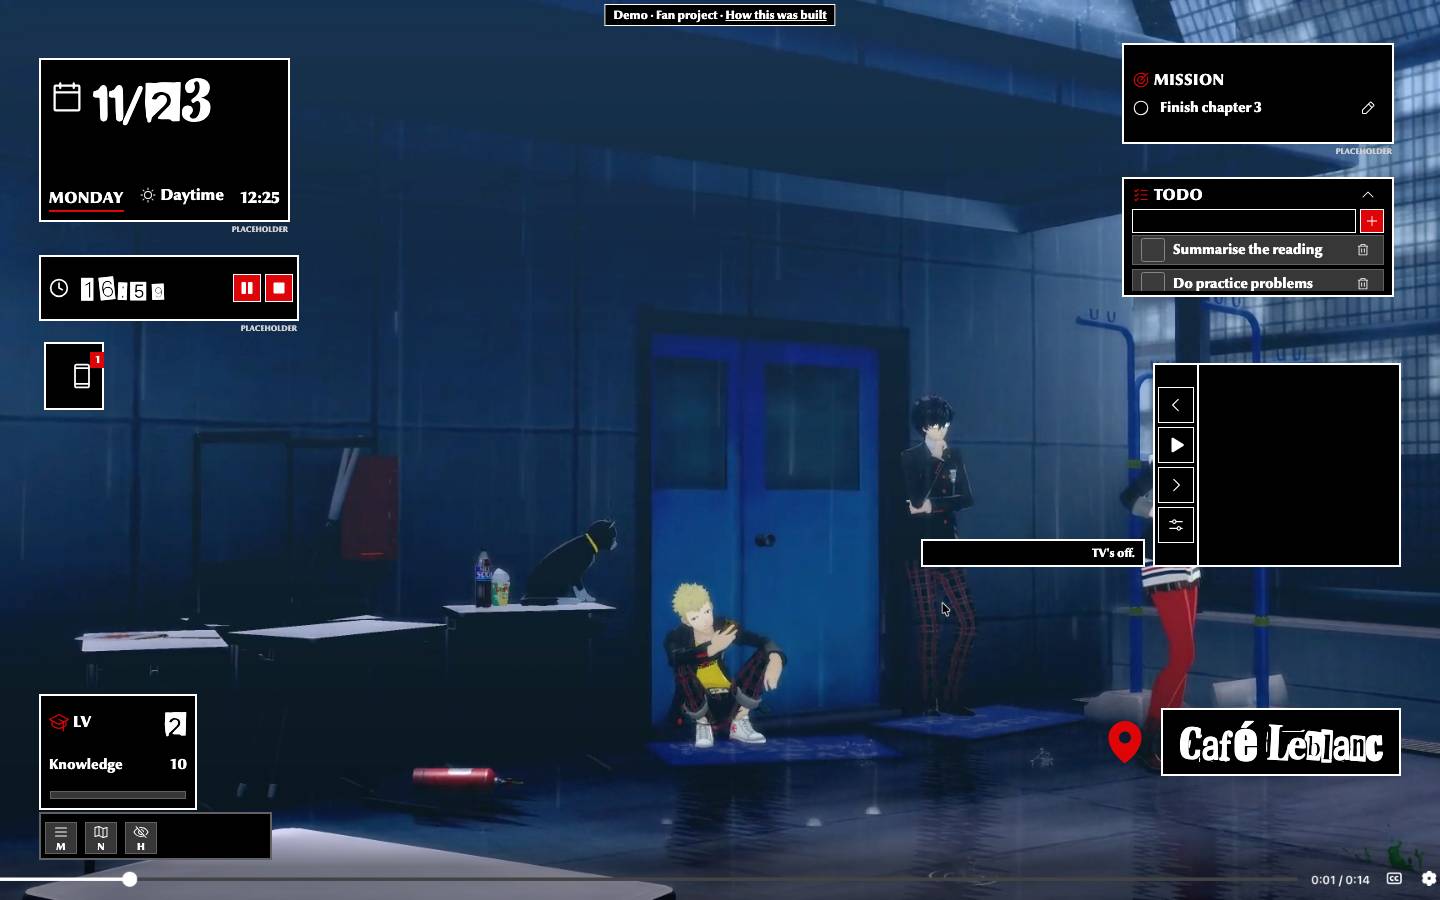 Demo · Fan project · How this was built
11/23
MONDAY
Daytime
12:25
PLACEHOLDER
16:59
PLACEHOLDER
1
MISSION
Finish chapter 3
PLACEHOLDER
TODO
Summarise the reading
Do practice problems
TV's off.
LV
2
Knowledge
10
M
N
H
Café Leblanc
0:01 / 0:14
CC